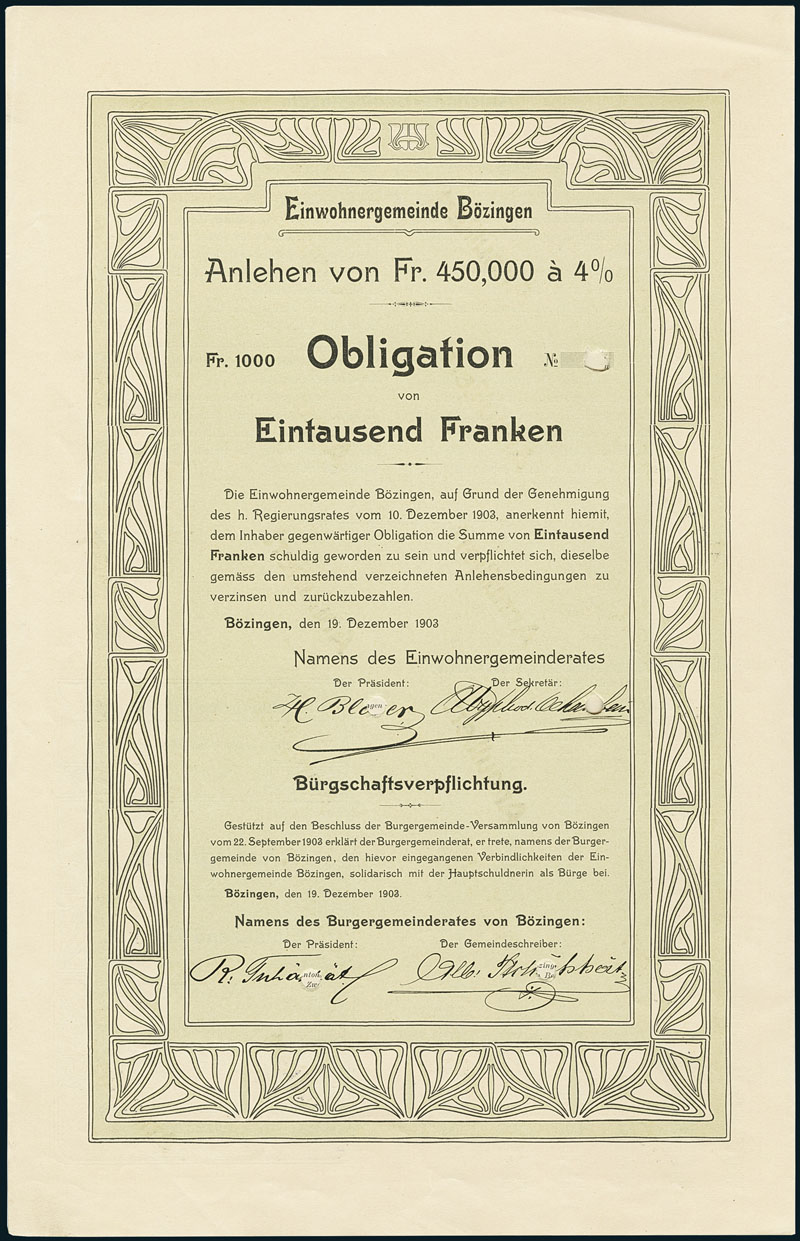 Einwohnergemeinde Bözingen
Anlehen von Fr. 450,000 à 4%
Fr. 1000 Obligation №
von
Eintausend Franken
Die Einwohnergemeinde Bözingen, auf Grund der Genehmigung
des h. Regierungsrates vom 10. Dezember 1903, anerkennt hiemit,
dem Inhaber gegenwärtiger Obligation die Summe von Eintausend
Franken schuldig geworden zu sein und verpflichtet sich, dieselbe
gemäss den umstehend verzeichneten Anlehensbedingungen zu
verzinsen und zurückzubezahlen.
Bözingen, den 19. Dezember 1903
Namens des Einwohnergemeinderates
Der Präsident: Der Sekretär:
H.
Bürgschaftsverpflichtung.
Gestützt auf den Beschluss der Burgergemeinde-Versammlung von Bözingen
vom 22. September 1903 erklärt der Burgergemeinderat, er trete, namens der Burger-
gemeinde von Bözingen, den hievor eingegangenen Verbindlichkeiten der Ein-
wohnergemeinde Bözingen, solidarisch mit der Hauptschuldnerin als Bürge bei.
Bözingen, den 19. Dezember 1903.
Namens des Burgergemeinderates von Bözingen:
Der Präsident: Der Gemeindeschreiber:
R.